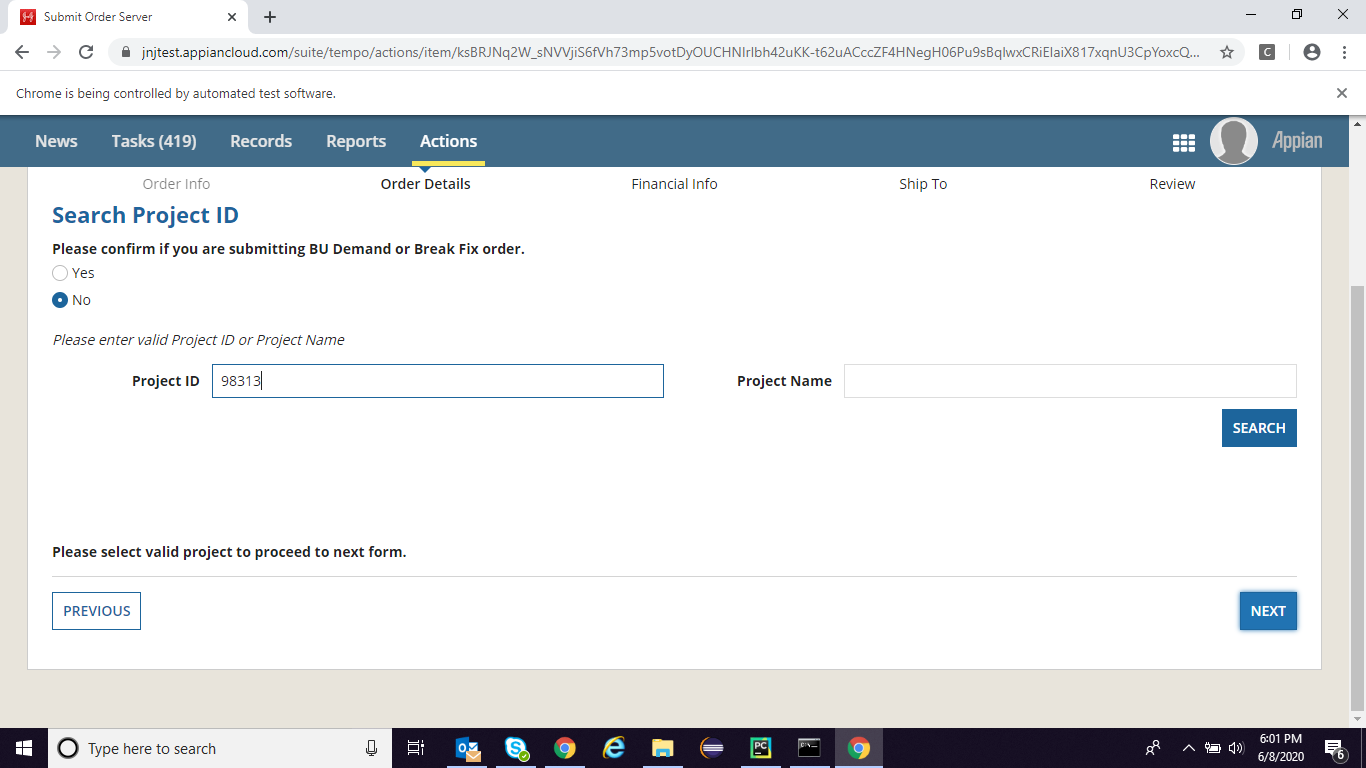 Submit Order Server
jnjtest.appiancloud.com/suite/tempo/actions/item/ksBRJNq2W_sNVVjiS6fVh73mp5votDyOUCHNIrlbh42uKK-t62uACccZF4HNegH06Pu9sBqlwxCRiElaiX817xqnU3CpYoxcQ...
C
Chrome is being controlled by automated test software.
News Tasks (419) Records Reports Actions Appian
Order Info Order Details Financial Info Ship To Review
Search Project ID
Please confirm if you are submitting BU Demand or Break Fix order.
Yes
No
Please enter valid Project ID or Project Name
Project ID 98313 Project Name
SEARCH
Please select valid project to proceed to next form.
PREVIOUS NEXT
Type here to search
PC
6:01 PM
6/8/2020
6